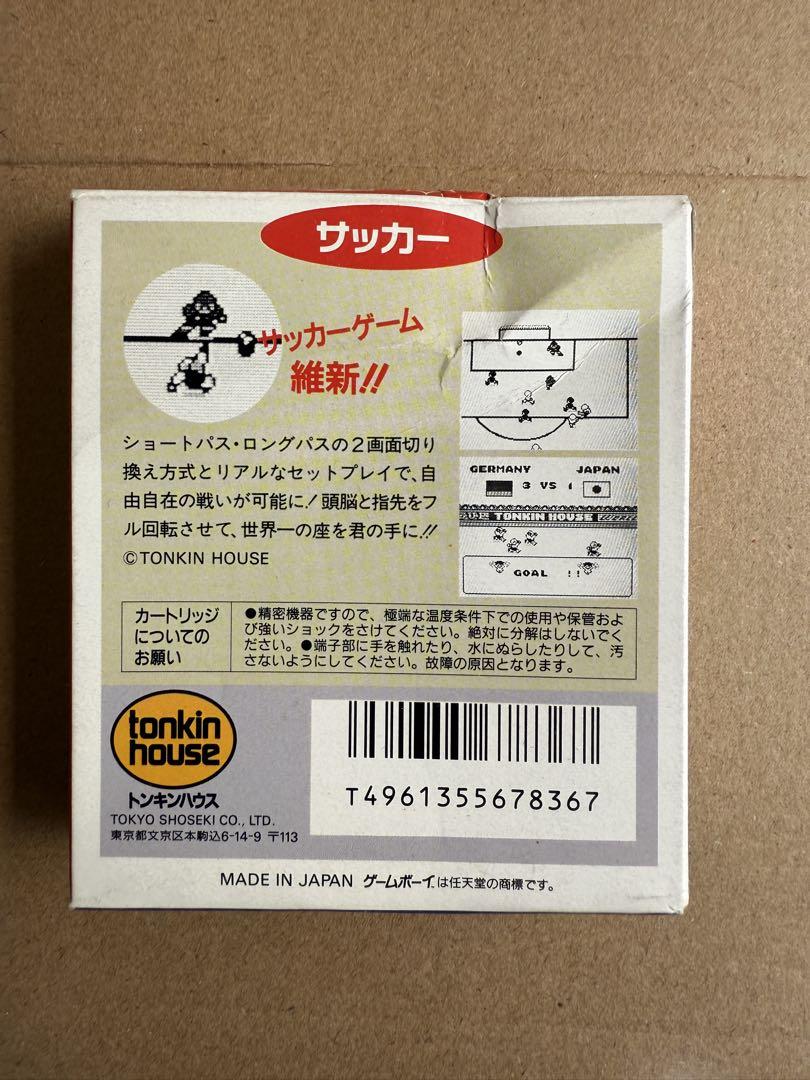 サッカー
サッカーゲーム
維新!!
ショートパス・ロングパスの2画面切り
換え方式とリアルなセットプレイで、自
由自在の戦いが可能に!頭脳と指先をフ
ル回転させて、世界一の座を君の手に!!
©TONKIN HOUSE
GERMANY JAPAN
3 VS 1
TONKIN HOUSE
GOAL !!
カートリッジ
についての
お願い
●精密機器ですので、極端な温度条件下での使用や保管およ
び強いショックをさけてください。絶対に分解はしないでく
ださい。●端子部に手を触れたり、水にぬらしたりして、汚
さないようにしてください。故障の原因となります。
tonkin
house
トンキンハウス
TOKYO SHOSEKI CO., LTD.
東京都文京区本駒込6-14-9 〒113
T4961355678367
MADE IN JAPAN ゲームボーイは任天堂の商標です。